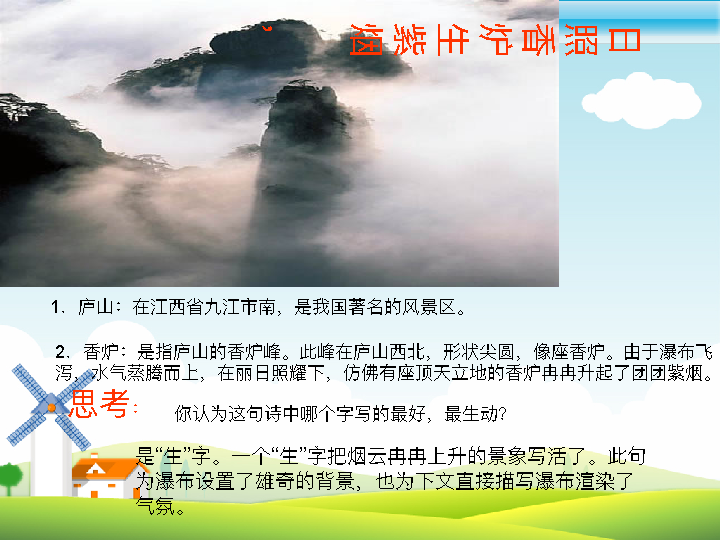 日照香炉生紫烟，
1．庐山：在江西省九江市南，是我国著名的风景区。
2．香炉：是指庐山的香炉峰。此峰在庐山西北，形状尖圆，像座香炉。由于瀑布飞
泻，水气蒸腾而上，在丽日照耀下，仿佛有座顶天立地的香炉冉冉升起了团团紫烟。
思考：
你认为这句诗中哪个字写的最好，最生动？
是“生”字。一个“生”字把烟云冉冉上升的景象写活了。此句
为瀑布设置了雄奇的背景，也为下文直接描写瀑布渲染了
气氛。